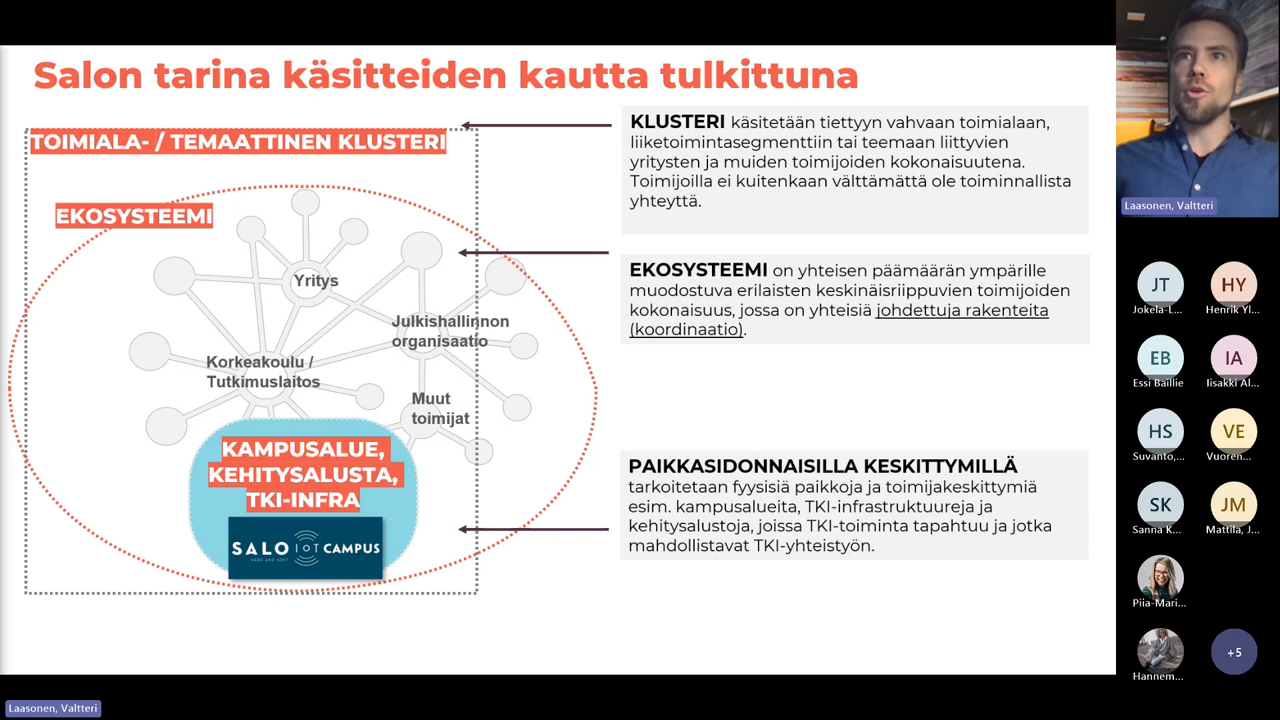 Salon tarina käsitteiden kautta tulkittuna
TOIMIALA- / TEMAATTINEN KLUSTERI
EKOSYSTEEMI
Yritys
Julkishallinnon
organisaatio
Korkeakoulu /
Tutkimuslaitos
Muut
toimijat
KAMPUSALUE,
KEHITYSALUSTA,
TKI-INFRA
SALO IOT CAMPUS
HARD AND SOFT
KLUSTERI käsitetään tiettyyn vahvaan toimialaan,
liiketoimintasegmenttiin tai teemaan liittyvien
yritysten ja muiden toimijoiden kokonaisuutena.
Toimijoilla ei kuitenkaan välttämättä ole toiminnallista
yhteyttä.
EKOSYSTEEMI on yhteisen päämäärän ympärille
muodostuva erilaisten keskinäisriippuvien toimijoiden
kokonaisuus, jossa on yhteisiä johdettuja rakenteita
(koordinaatio).
PAIKKASIDONNAISILLA KESKITTYMILLÄ
tarkoitetaan fyysisiä paikkoja ja toimijakeskittymiä
esim. kampusalueita, TKI-infrastruktuureja ja
kehitysalustoja, joissa TKI-toiminta tapahtuu ja jotka
mahdollistavat TKI-yhteistyön.
Laasonen, Valtteri
JT
Jokela-L...
HY
Henrik Yl...
EB
Essi Baillie
IA
Iisakki Al...
HS
Suvanto,...
VE
Vuoren...
SK
Sanna K...
JM
Mattila, J...
Piia-Mari...
Hannem...
+5
Laasonen, Valtteri